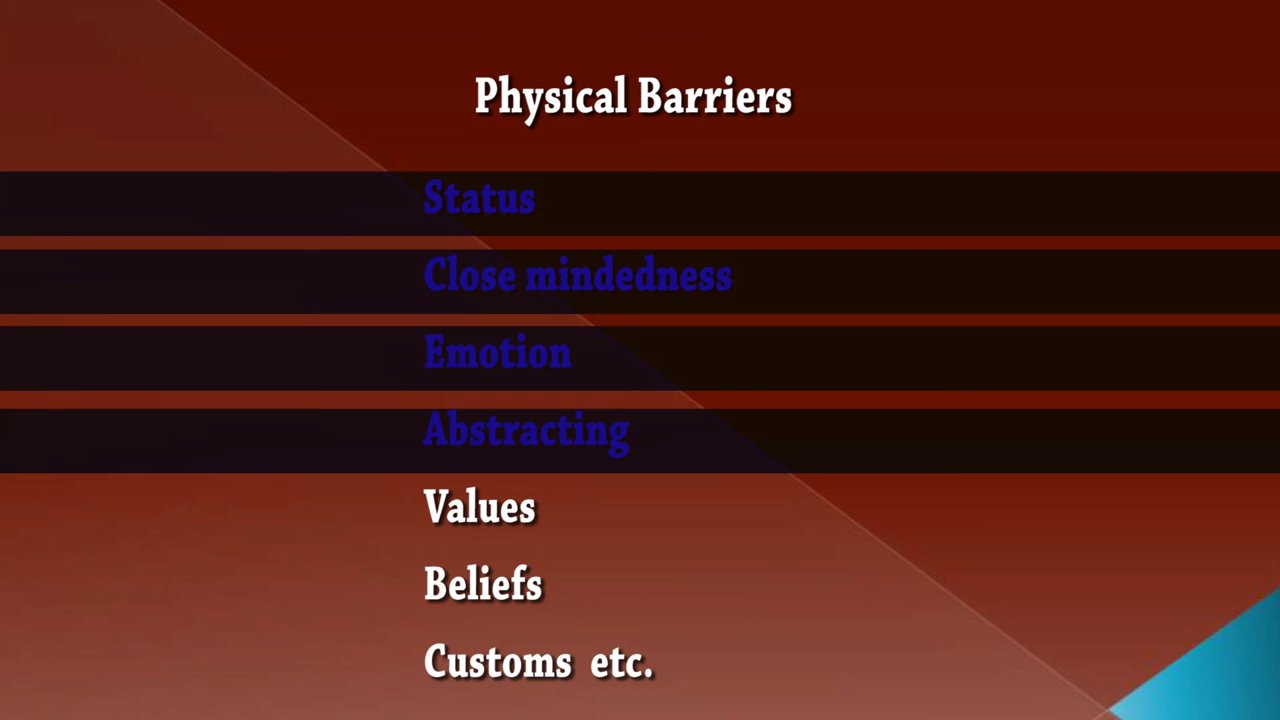 Physical Barriers
Status
Close mindedness
Emotion
Abstracting
Values
Beliefs
Customs etc.